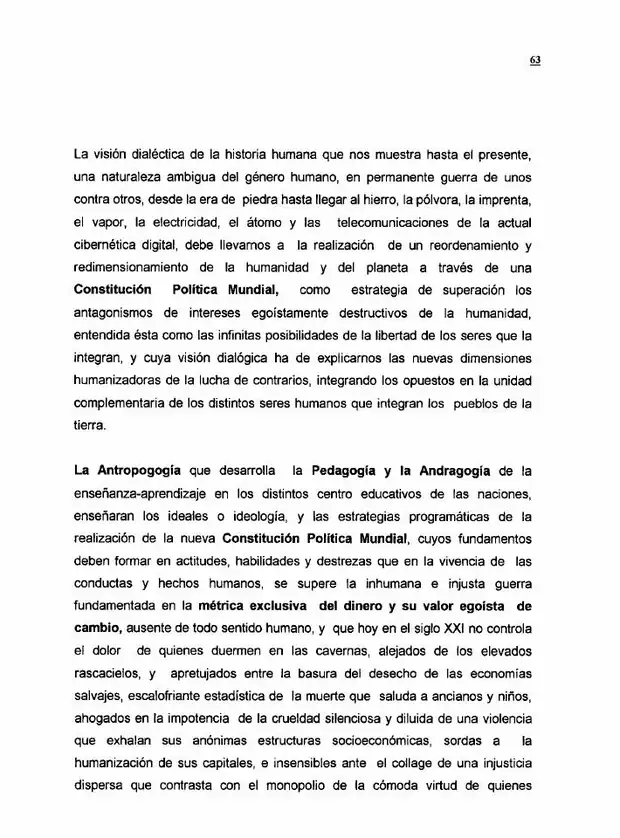 63
La visión dialéctica de la historia humana que nos muestra hasta el presente,
una naturaleza ambigua del género humano, en permanente guerra de unos
contra otros, desde la era de piedra hasta llegar al hierro, la pólvora, la imprenta,
el vapor, la electricidad, el átomo y las telecomunicaciones de la actual
cibernética digital, debe llevarnos a la realización de un reordenamiento y
redimensionamiento de la humanidad y del planeta a través de una
Constitución Política Mundial, como estrategia de superación los
antagonismos de intereses egoístamente destructivos de la humanidad,
entendida ésta como las infinitas posibilidades de la libertad de los seres que la
integran, y cuya visión dialógica ha de explicarnos las nuevas dimensiones
humanizadoras de la lucha de contrarios, integrando los opuestos en la unidad
complementaria de los distintos seres humanos que integran los pueblos de la
tierra.
La Antropogogía que desarrolla la Pedagogía y la Andragogía de la
enseñanza-aprendizaje en los distintos centro educativos de las naciones,
enseñaran los ideales o ideología, y las estrategias programáticas de la
realización de la nueva Constitución Política Mundial, cuyos fundamentos
deben formar en actitudes, habilidades y destrezas que en la vivencia de las
conductas y hechos humanos, se supere la inhumana e injusta guerra
fundamentada en la métrica exclusiva del dinero y su valor egoísta de
cambio, ausente de todo sentido humano, y que hoy en el siglo XXI no controla
el dolor de quienes duermen en las cavernas, alejados de los elevados
rascacielos, y apretujados entre la basura del desecho de las economías
salvajes, escalofriante estadística de la muerte que saluda a ancianos y niños,
ahogados en la impotencia de la crueldad silenciosa y diluida de una violencia
que exhalan sus anónimas estructuras socioeconómicas, sordas a la
humanización de sus capitales, e insensibles ante el collage de una injusticia
dispersa que contrasta con el monopolio de la cómoda virtud de quienes